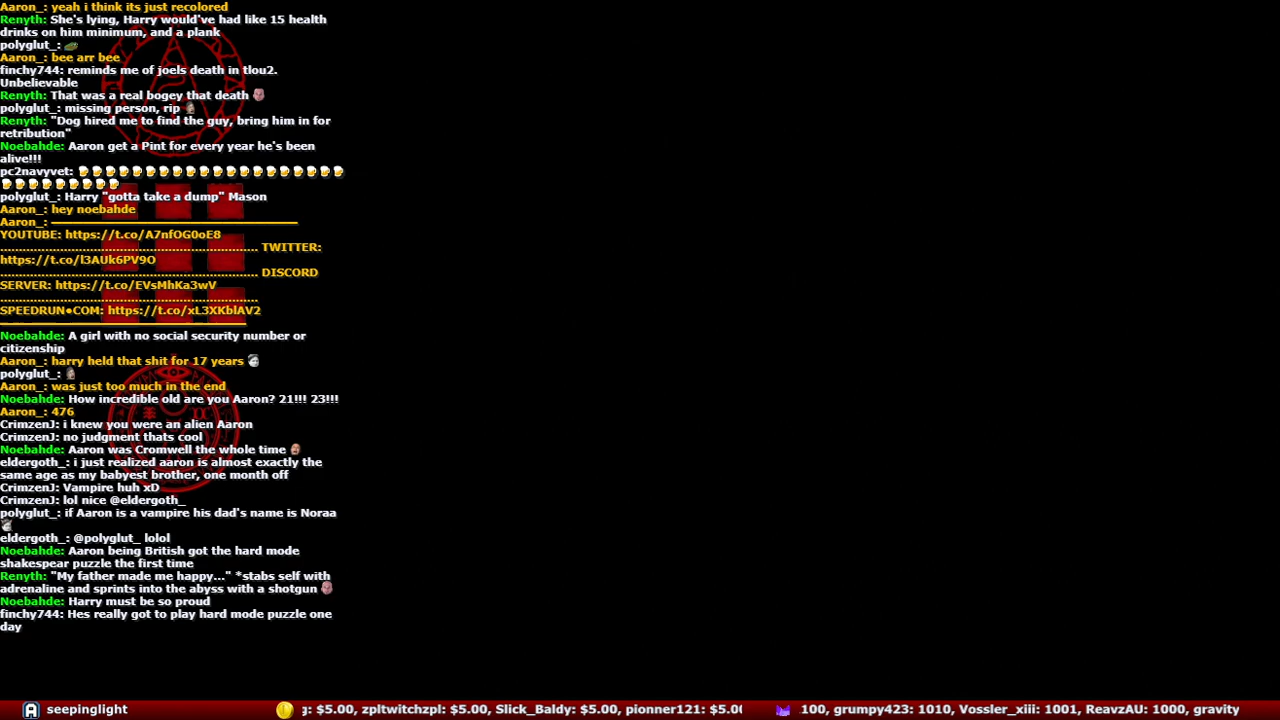 Aaron_: yeah i think its just recolored
Renyth: She's lying, Harry would've had like 15 health
drinks on him minimum, and a plank
polyglut_:
Aaron_: bee arr bee
finchy744: reminds me of joels death in tlou2.
Unbelievable
Renyth: That was a real bogey that death
polyglut_: missing person, rip
Renyth: "Dog hired me to find the guy, bring him in for
retribution"
Noebahde: Aaron get a Pint for every year he's been
alive!!!
pc2navyvet: 🍺🍺🍺🍺🍺🍺🍺🍺🍺🍺🍺🍺🍺🍺🍺🍺🍺🍺🍺🍺
🍺🍺🍺🍺🍺🍺🍺🍺🍺
polyglut_: Harry "gotta take a dump" Mason
Aaron_: hey noebahde
Aaron_: ―――――――――――――――――――――
YOUTUBE: https://t.co/A7nfOG0oE8
................................................................ TWITTER:
https://t.co/l3AUk6PV9O
................................................................ DISCORD
SERVER: https://t.co/EVsMhKa3wV
................................................................
SPEEDRUN●COM: https://t.co/xL3XKblAV2
―――――――――――――――――――――
Noebahde: A girl with no social security number or
citizenship
Aaron_: harry held that shit for 17 years
polyglut_:
Aaron_: was just too much in the end
Noebahde: How incredible old are you Aaron? 21!!! 23!!!
Aaron_: 476
CrimzenJ: i knew you were an alien Aaron
CrimzenJ: no judgment thats cool
Noebahde: Aaron was Cromwell the whole time
eldergoth_: i just realized aaron is almost exactly the
same age as my babyest brother, one month off
CrimzenJ: Vampire huh xD
CrimzenJ: lol nice @eldergoth_
polyglut_: if Aaron is a vampire his dad's name is Noraa
eldergoth_: @polyglut_ lolol
Noebahde: Aaron being British got the hard mode
shakespear puzzle the first time
Renyth: "My father made me happy..." *stabs self with
adrenaline and sprints into the abyss with a shotgun
Noebahde: Harry must be so proud
finchy744: Hes really got to play hard mode puzzle one
day
seepinglight
g: $5.00, zpltwitchzpl: $5.00, Slick_Baldy: $5.00, pionner121: $5.00
100, grumpy423: 1010, Vossler_xiii: 1001, ReavzAU: 1000, gravity